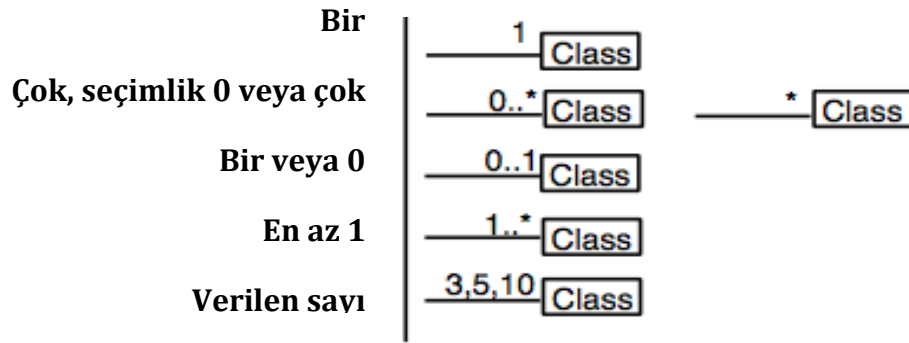 Bir
1 Class
Çok, seçimlik 0 veya çok
0..* Class * Class
Bir veya 0
0..1 Class
En az 1
1..* Class
Verilen sayı
3,5,10 Class